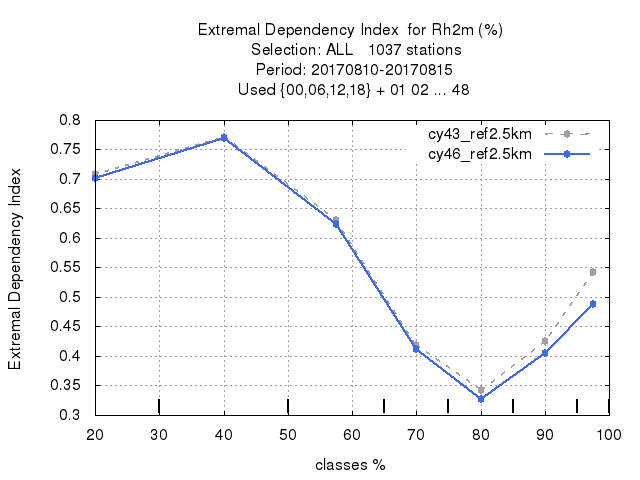 Extremal Dependency Index  for Rh2m (%)
Selection: ALL   1037 stations
Period: 20170810-20170815
Used {00,06,12,18} + 01 02 ... 48
cy43_ref2.5km
cy46_ref2.5km
0.8
0.75
0.7
0.65
0.6
0.55
0.5
0.45
0.4
0.35
0.3
Extremal Dependency Index
20 30 40 50 60 70 80 90 100
classes %